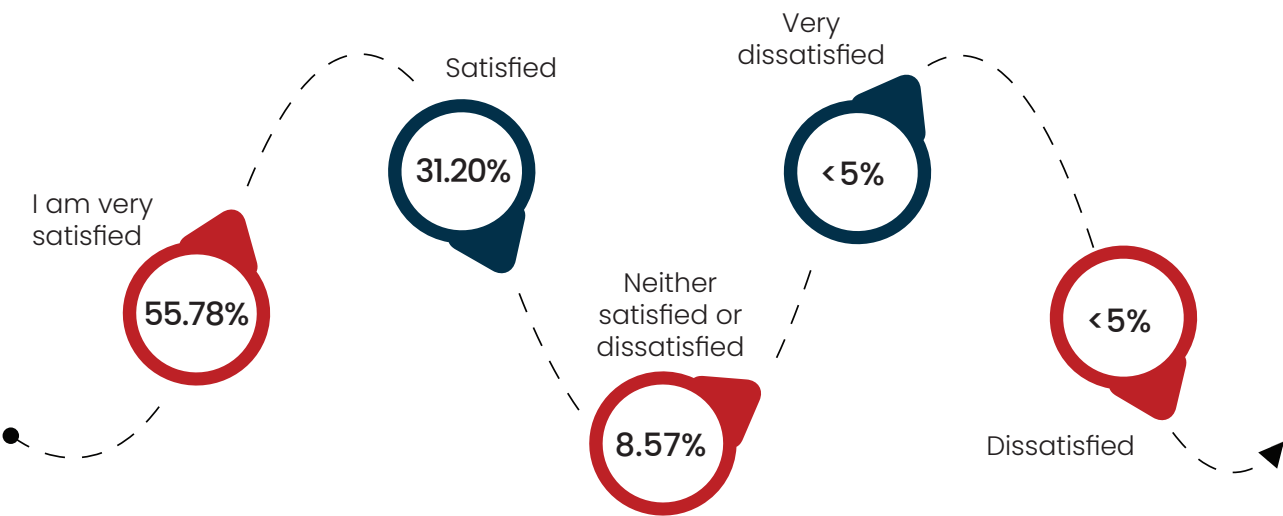 I am very
satisfied
55.78%
Satisfied
31.20%
Neither
satisfied or
dissatisfied
8.57%
Very
dissatisfied
<5%
<5%
Dissatisfied